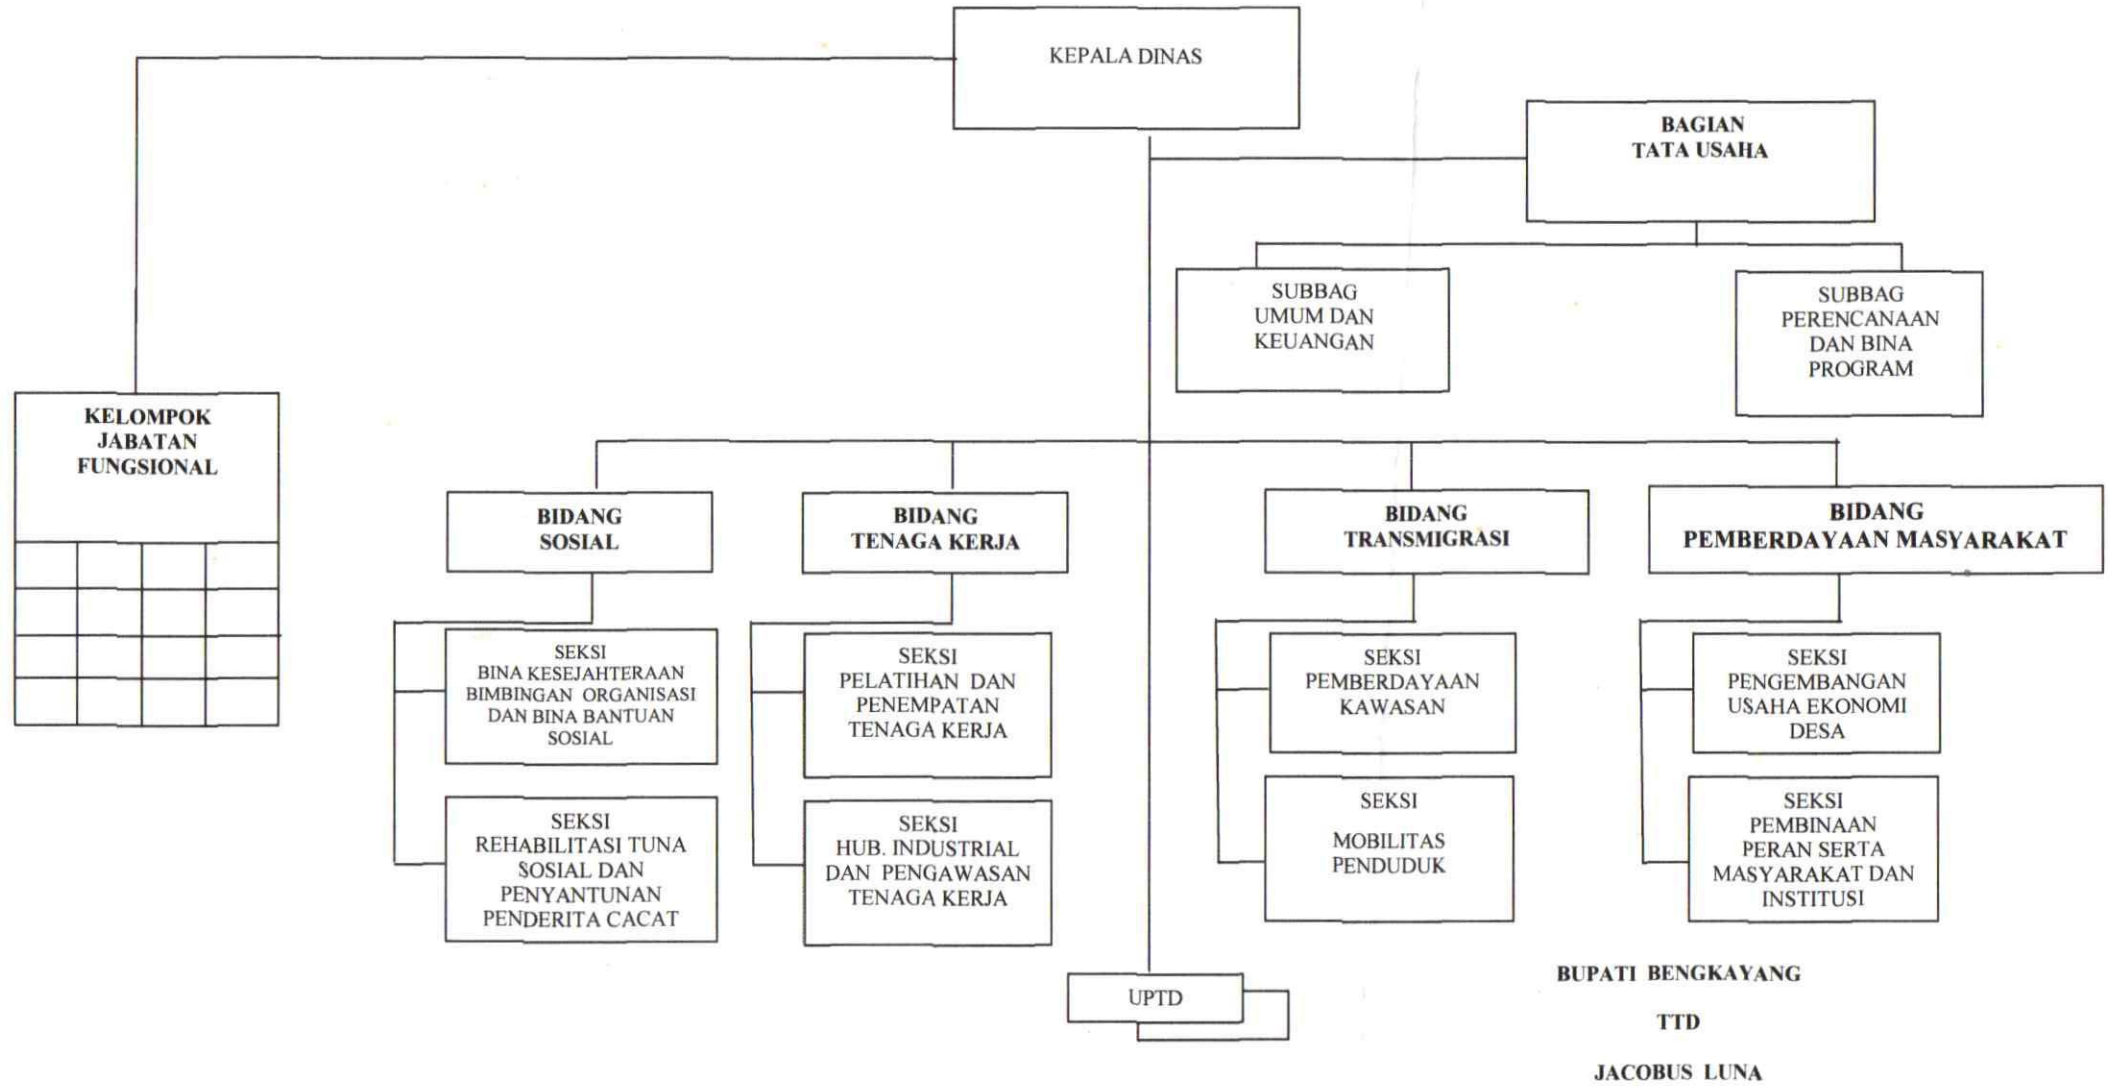 KEPALA DINAS
BAGIAN
TATA USAHA
SUBBAG
UMUM DAN
KEUANGAN
SUBBAG
PERENCANAAN
DAN BINA
PROGRAM
KELOMPOK
JABATAN
FUNGSIONAL
BIDANG
SOSIAL
BIDANG
TENAGA KERJA
BIDANG
TRANSMIGRASI
BIDANG
PEMBERDAYAAN MASYARAKAT
SEKSI
BINA KESEJAHTERAAN
BIMBINGAN ORGANISASI
DAN BINA BANTUAN
SOSIAL
SEKSI
PELATIHAN DAN
PENEMPATAN
TENAGA KERJA
SEKSI
PEMBERDAYAAN
KAWASAN
SEKSI
PENGEMBANGAN
USAHA EKONOMI
DESA
SEKSI
REHABILITASI TUNA
SOSIAL DAN
PENYANTUNAN
PENDERITA CACAT
SEKSI
HUB. INDUSTRIAL
DAN PENGAWASAN
TENAGA KERJA
SEKSI
MOBILITAS
PENDUDUK
SEKSI
PEMBINAAN
PERAN SERTA
MASYARAKAT DAN
INSTITUSI
UPTD
BUPATI BENGKAYANG
TTD
JACOBUS LUNA